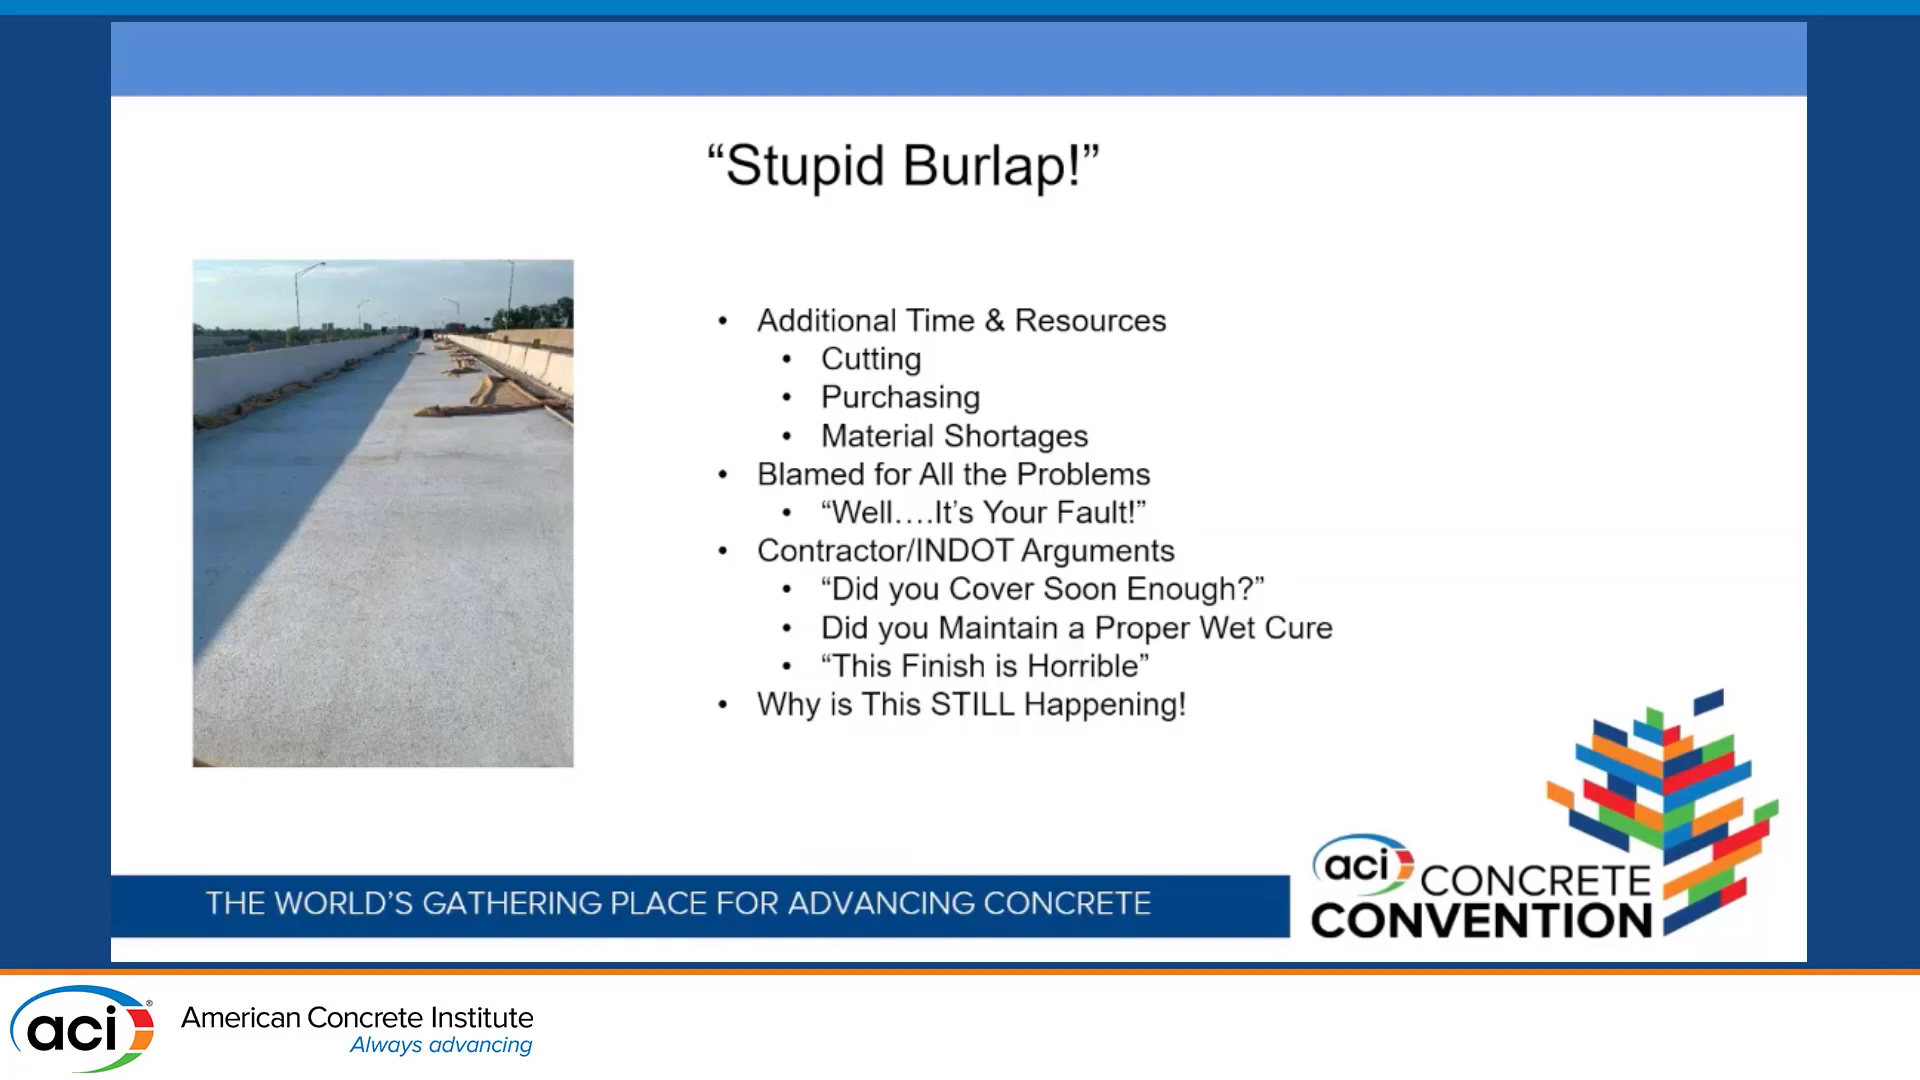 “Stupid Burlap!”
• Additional Time & Resources
• Cutting
• Purchasing
• Material Shortages
• Blamed for All the Problems
• “Well….It’s Your Fault!”
• Contractor/INDOT Arguments
• “Did you Cover Soon Enough?”
• Did you Maintain a Proper Wet Cure
• “This Finish is Horrible”
• Why is This STILL Happening!
THE WORLD’S GATHERING PLACE FOR ADVANCING CONCRETE
aci CONCRETE
CONVENTION
aci®
American Concrete Institute
Always advancing